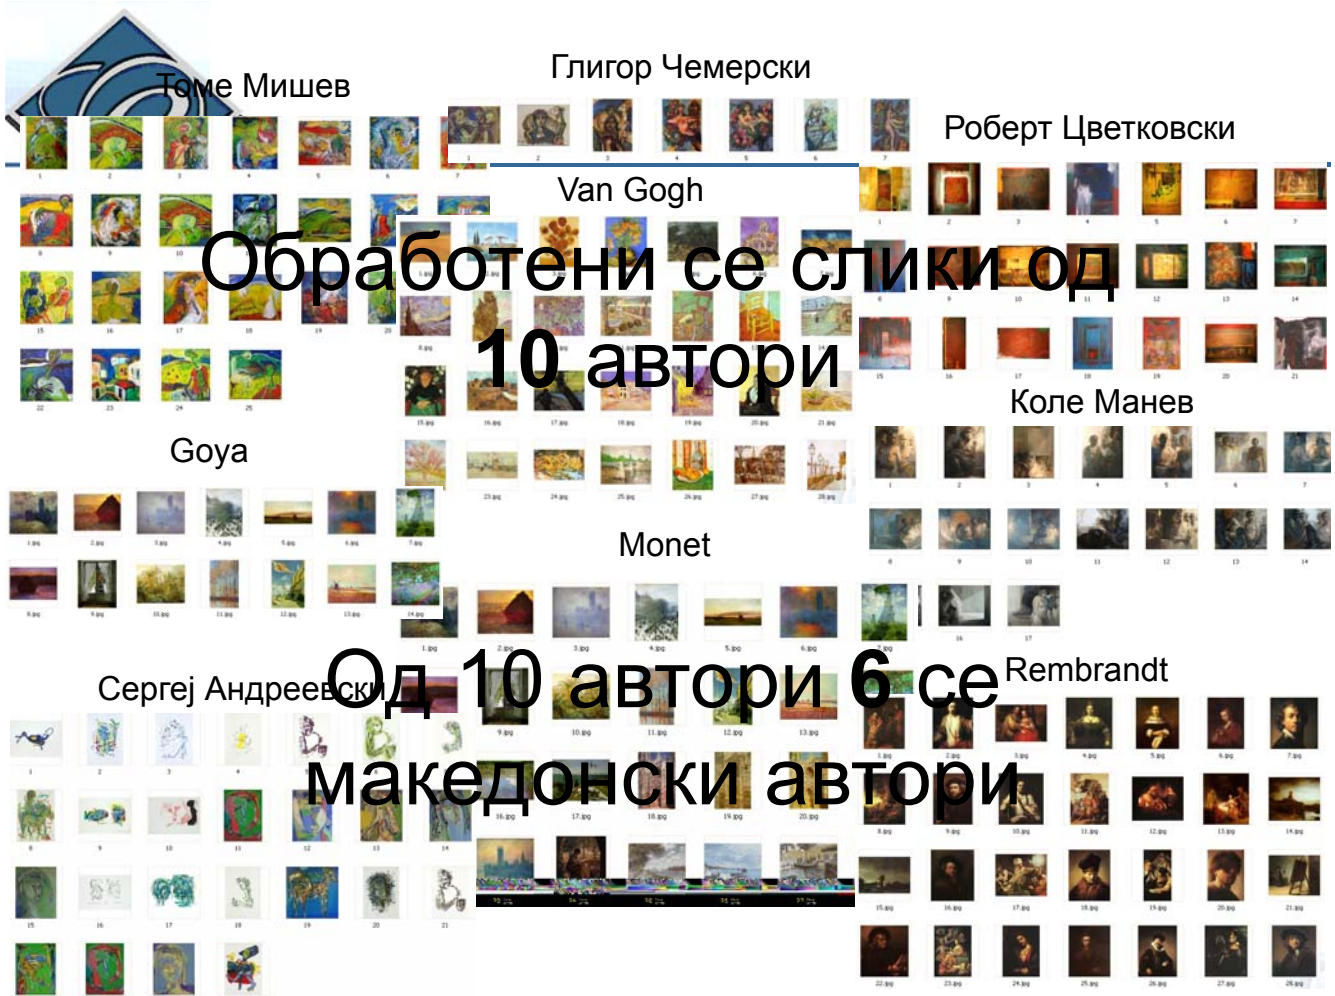 Томе Мишев
Глигор Чемерски
Роберт Цветковски
Van Gogh
Обработени се слики од
10 автори
Коле Манев
Goya
Monet
Сергеј Андреевски
Rembrandt
Од 10 автори 6 се
македонски автори